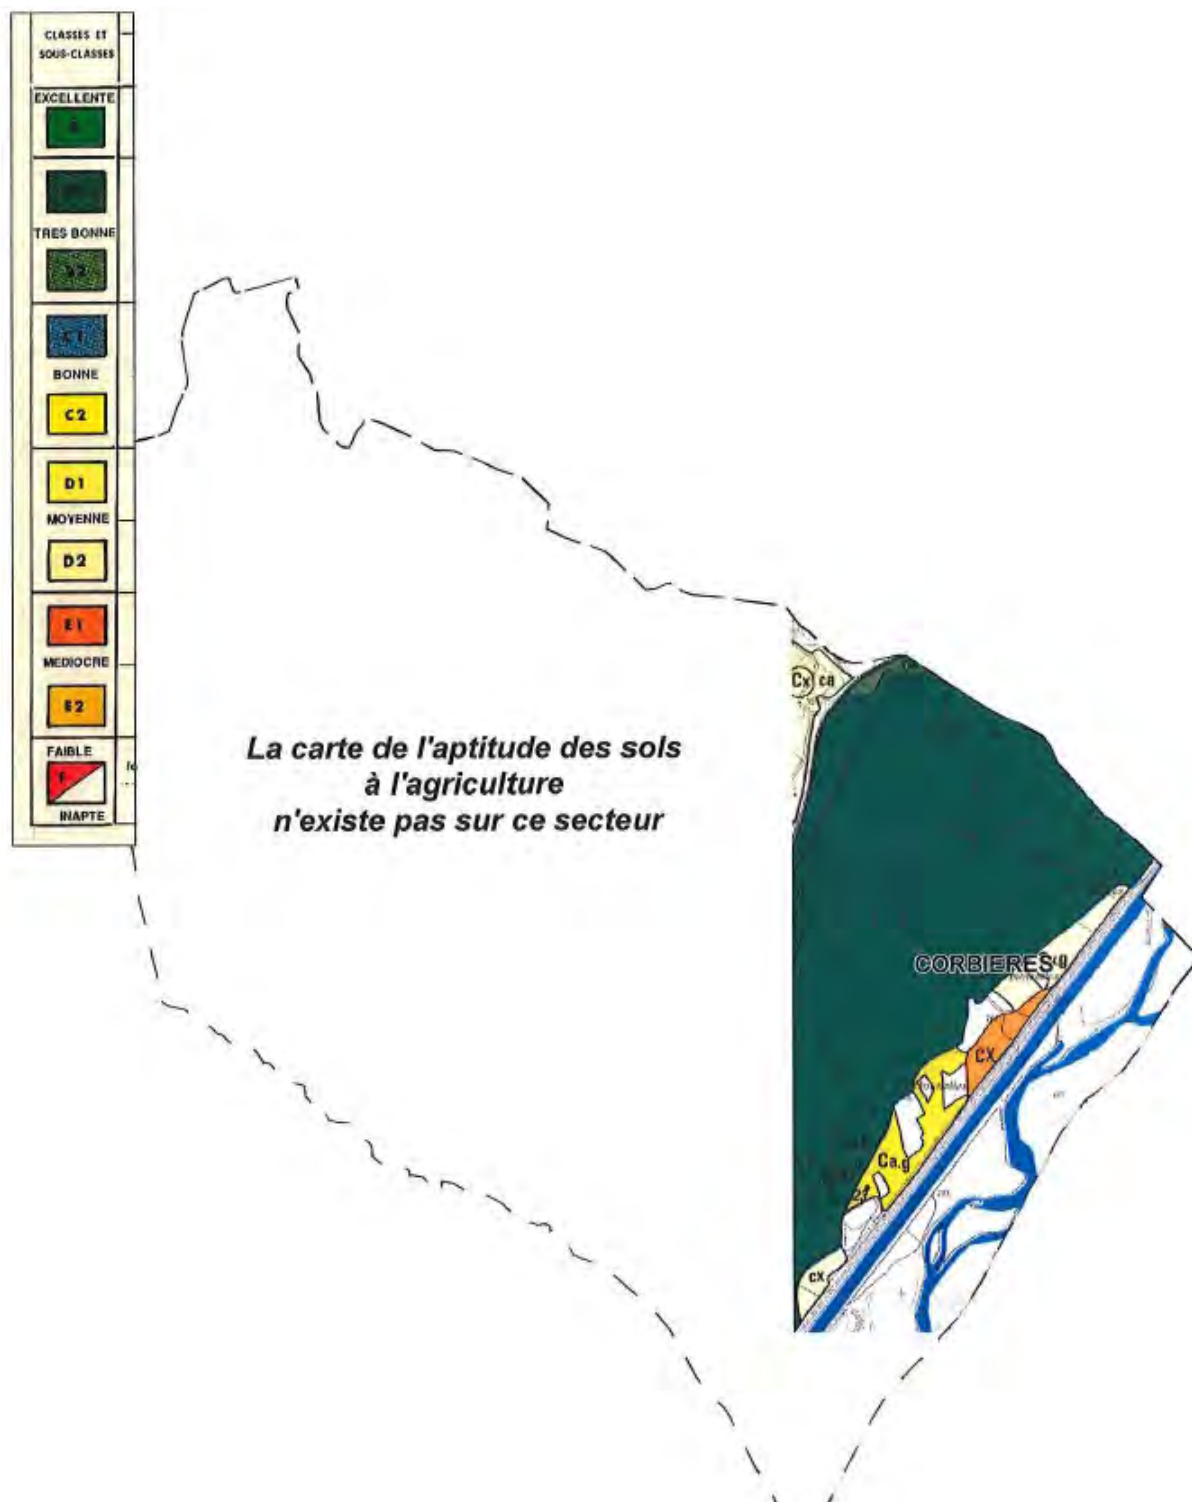 CLASSES ET
SOUS-CLASSES
EXCELLENTE
TRES BONNE
C1
BONNE
C2
D1
MOYENNE
D2
E1
MEDIOCRE
E2
FAIBLE
F
INAPTE
La carte de l'aptitude des sols
à l'agriculture
n'existe pas sur ce secteur
Cx ca
CORBIERES
CX
Ca.g
cx